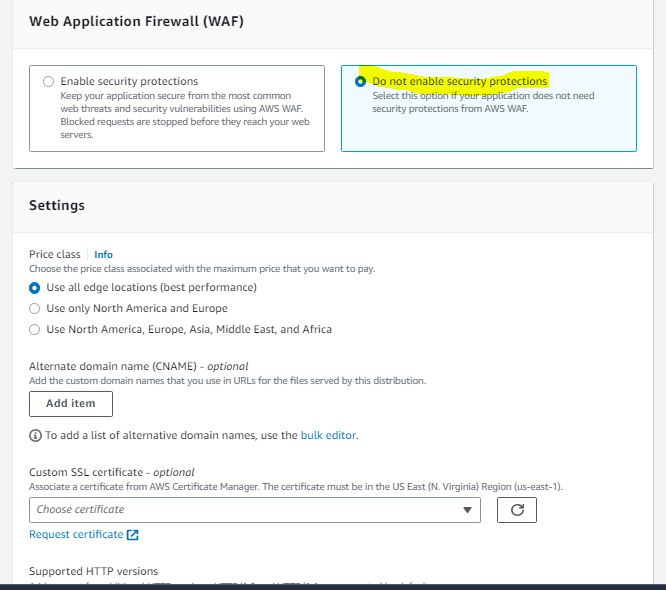 Web Application Firewall (WAF)
Enable security protections
Keep your application secure from the most common
web threats and security vulnerabilities using AWS WAF.
Blocked requests are stopped before they reach your web
servers.
Do not enable security protections
Select this option if your application does not need
security protections from AWS WAF.
Settings
Price class Info
Choose the price class associated with the maximum price that you want to pay.
Use all edge locations (best performance)
Use only North America and Europe
Use North America, Europe, Asia, Middle East, and Africa
Alternate domain name (CNAME) - optional
Add the custom domain names that you use in URLs for the files served by this distribution.
Add item
To add a list of alternative domain names, use the bulk editor.
Custom SSL certificate - optional
Associate a certificate from AWS Certificate Manager. The certificate must be in the US East (N. Virginia) Region (us-east-1).
Choose certificate
Request certificate
Supported HTTP versions